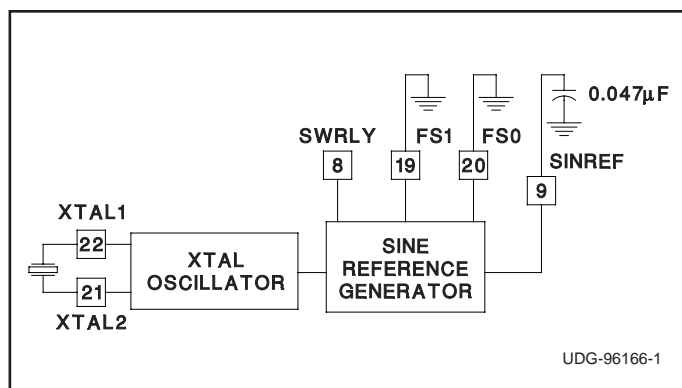 0.047µF
SWRLY FS1 FS0
SINREF
8 19 20
9
XTAL1
22
XTAL
OSCILLATOR
SINE
REFERENCE
GENERATOR
21
XTAL2
UDG-96166-1